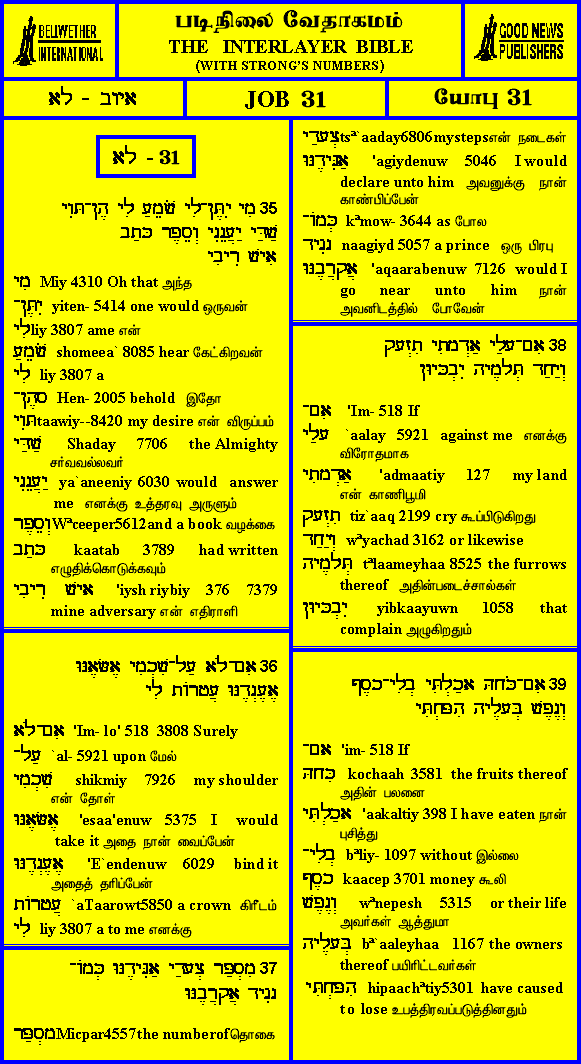 BELLWETHER
INTERNATIONAL
படிநிலை வேதாகமம்
THE INTERLAYER BIBLE
(WITH STRONG'S NUMBERS)
GOOD NEWS
PUBLISHERS
איוב - לא
JOB 31
யோபு 31
לא - 31
35 מִי יִתֶּן־לִי שֹׁמֵעַ לִי הֶן־תָּוִי
שַׁדַּי יַעֲנֵנִי וְסֵפֶר כָּתַב
אִישׁ רִיבִי
מִי Miy 4310 Oh that அந்த
יִתֶּן־ yiten- 5414 one would ஒருவன்
לִי liy 3807 ame என்
שֹׁמֵעַ shomeea` 8085 hear கேட்கிறவன்
לִי liy 3807 a
סהֶן־ Hen- 2005 behold இதோ
תָּוִי taawiy--8420 my desire என் விருப்பம்
שַׁדַּי Shaday 7706 the Almighty
சர்வவல்லவர்
יַעֲנֵנִי ya`aneeniy 6030 would answer
me எனக்கு உத்தரவு அருளும்
וְסֵפֶר Wªceeper5612and a book வழக்கை
כָּתַב kaatab 3789 had written
எழுதிக்கொடுக்கவும்
אִישׁ רִיבִי 'iysh riybiy 376 7379
mine adversary என் எதிராளி
36 אִם־לֹא עַל־שִׁכְמִי אֶשָּׂאֶנּוּ
אֶעֶנְדֶנּוּ עֲטָרוֹת לִי
אִם־לֹא 'Im- lo' 518 3808 Surely
עַל־ `al- 5921 upon மேல்
שִׁכְמִי shikmiy 7926 my shoulder
என் தோள்
אֶשָּׂאֶנּוּ 'esaa'enuw 5375 I would
take it அதை நான் வைப்பேன்
אֶעֶנְדֶנּוּ 'E`endenuw 6029 bind it
அதைத் தரிப்பேன்
עֲטָרוֹת `aTaarowt5850 a crown கிரீடம்
לִי liy 3807 a to me எனக்கு
37 מִסְפַּר צְעָדַי אַגִּידֶנּוּ כְּמוֹ־
נָגִיד אֲקָרֲבֶנּוּ
מִסְפַּר Micpar4557the numberofதொகை
צְעָדַי tsª`aaday6806mystepsஎன் நடைகள்
אַגִּידֶנּוּ 'agiydenuw 5046 I would
declare unto him அவனுக்கு நான்
காண்பிப்பேன்
כְּמוֹ־ kªmow- 3644 as போல
נָגִיד naagiyd 5057 a prince ஒரு பிரபு
אֲקָרֲבֶנּוּ 'aqaarabenuw 7126 would I
go near unto him நான்
அவனிடத்தில் போவேன்
38 אִם־עָלַי אַדְמָתִי תִזְעָק
וְיַחַד תְּלָמֶיהָ יִבְכָּיוּן
אִם־ 'Im- 518 If
עָלַי `aalay 5921 against me எனக்கு
விரோதமாக
אַדְמָתִי 'admaatiy 127 my land
என் காணிபூமி
תִזְעָק tiz`aaq 2199 cry கூப்பிடுகிறது
וְיַחַד wªyachad 3162 or likewise
תְּלָמֶיהָ tªlaameyhaa 8525 the furrows
thereof அதின்படைச்சால்கள்
יִבְכָּיוּן yibkaayuwn 1058 that
complain அழுகிறதும்
39 אִם־כֹּחָהּ אָכַלְתִּי בְלִי־כָסֶף
וְנֶפֶשׁ בְּעָלֶיהָ הִפָּחְתִּי
אִם־ 'im- 518 If
כֹּחָהּ kochaah 3581 the fruits thereof
அதின் பலனை
אָכַלְתִּי 'aakaltiy 398 I have eaten நான்
புசித்து
בְלִי־ bªliy- 1097 without இல்லை
כָסֶף kaacep 3701 money கூலி
וְנֶפֶשׁ wªnepesh 5315 or their life
அவர்கள் ஆத்துமா
בְּעָלֶיהָ bª`aaleyhaa 1167 the owners
thereof பயிரிட்டவர்கள்
הִפָּחְתִּי hipaachªtiy5301 have caused
to lose உபத்திரவப்படுத்தினதும்